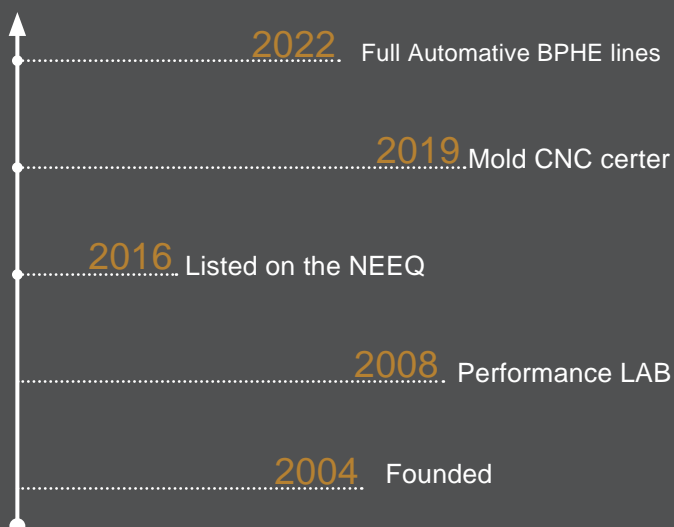 2022 Full Automative BPHE lines
2019 Mold CNC certer
2016 Listed on the NEEQ
2008 Performance LAB
2004 Founded